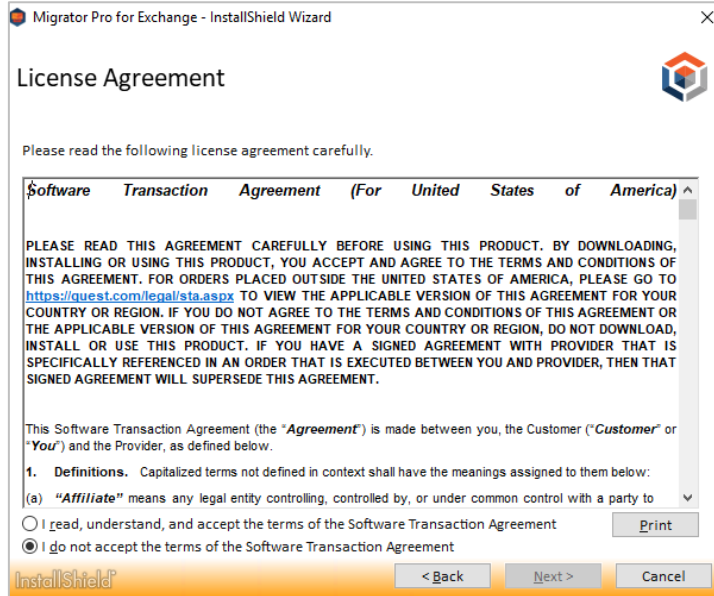 Migrator Pro for Exchange - InstallShield Wizard
License Agreement
Please read the following license agreement carefully.
Software Transaction Agreement (For United States of America)
PLEASE READ THIS AGREEMENT CAREFULLY BEFORE USING THIS PRODUCT. BY DOWNLOADING,
INSTALLING OR USING THIS PRODUCT, YOU ACCEPT AND AGREE TO THE TERMS AND CONDITIONS OF
THIS AGREEMENT. FOR ORDERS PLACED OUTSIDE THE UNITED STATES OF AMERICA, PLEASE GO TO
https://quest.com/legal/sta.aspx TO VIEW THE APPLICABLE VERSION OF THIS AGREEMENT FOR YOUR
COUNTRY OR REGION. IF YOU DO NOT AGREE TO THE TERMS AND CONDITIONS OF THIS AGREEMENT OR
THE APPLICABLE VERSION OF THIS AGREEMENT FOR YOUR COUNTRY OR REGION, DO NOT DOWNLOAD,
INSTALL OR USE THIS PRODUCT. IF YOU HAVE A SIGNED AGREEMENT WITH PROVIDER THAT IS
SPECIFICALLY REFERENCED IN AN ORDER THAT IS EXECUTED BETWEEN YOU AND PROVIDER, THEN THAT
SIGNED AGREEMENT WILL SUPERSEDE THIS AGREEMENT.
This Software Transaction Agreement (the “Agreement”) is made between you, the Customer (“Customer” or
“You”) and the Provider, as defined below.
1. Definitions. Capitalized terms not defined in context shall have the meanings assigned to them below:
(a) “Affiliate” means any legal entity controlling, controlled by, or under common control with a party to
I read, understand, and accept the terms of the Software Transaction Agreement
Print
I do not accept the terms of the Software Transaction Agreement
InstallShield
< Back
Next >
Cancel